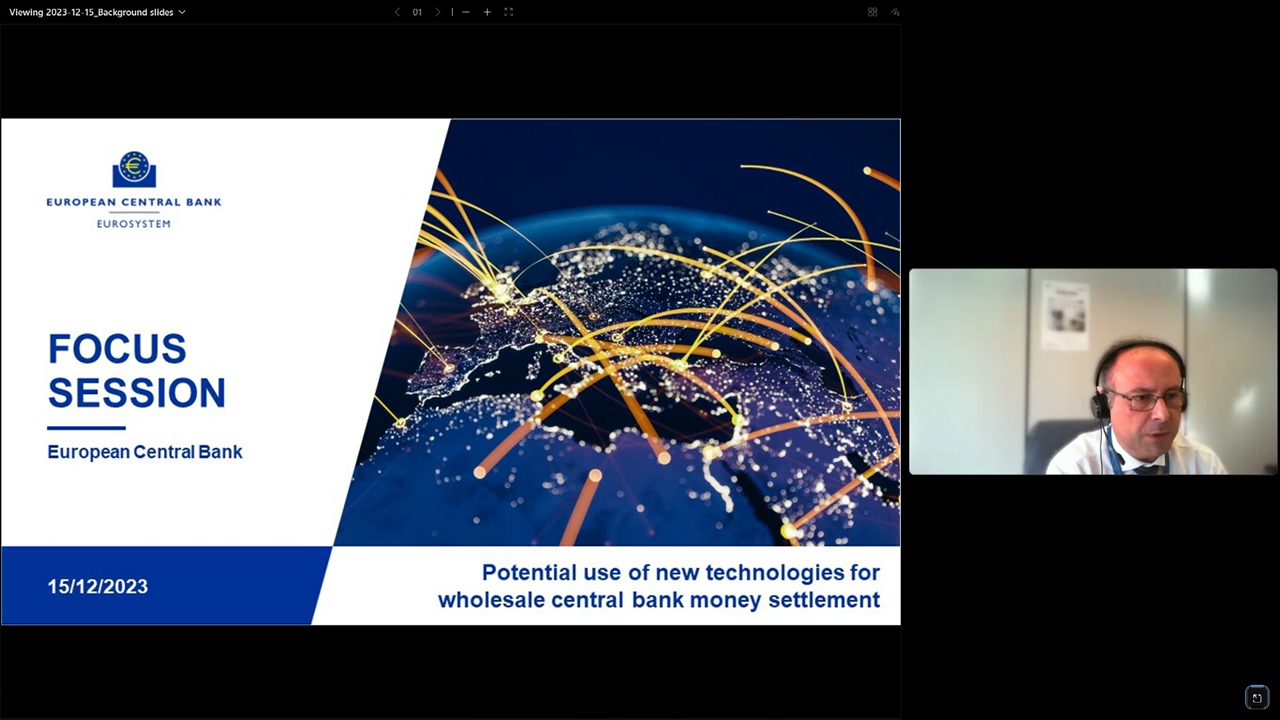 Viewing 2023-12-15_Background slides
01
EUROPEAN CENTRAL BANK
EUROSYSTEM
FOCUS
SESSION
European Central Bank
15/12/2023
Potential use of new technologies for
wholesale central bank money settlement